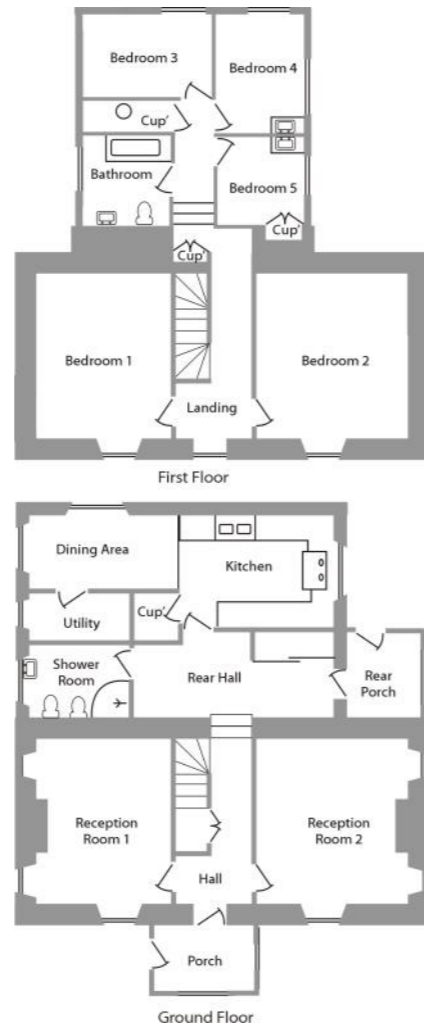 Bedroom 3
Bedroom 4
Cup'
Bathroom
Bedroom 5
Cup'
Cup'
Bedroom 1
Bedroom 2
Landing
First Floor
Dining Area
Kitchen
Utility
Cup'
Shower
Room
Rear Hall
Rear
Porch
Reception
Room 1
Reception
Room 2
Hall
Porch
Ground Floor